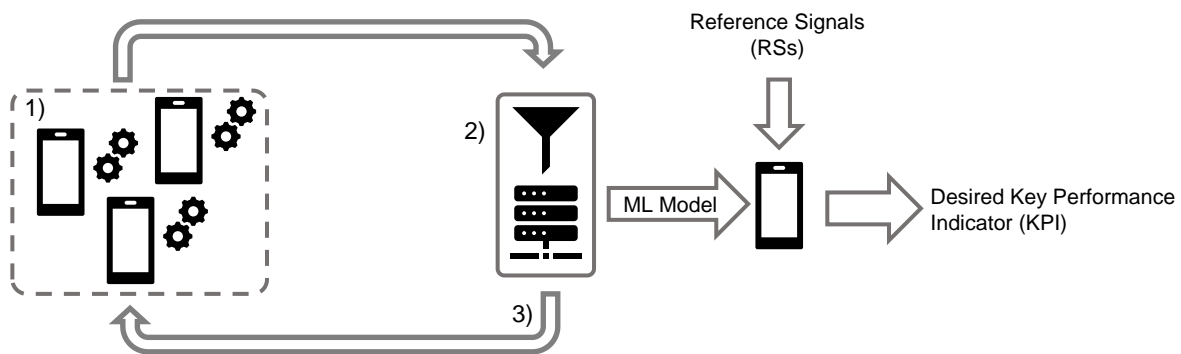 Reference Signals
(RSs)
1)
2)
ML Model
Desired Key Performance
Indicator (KPI)
3)